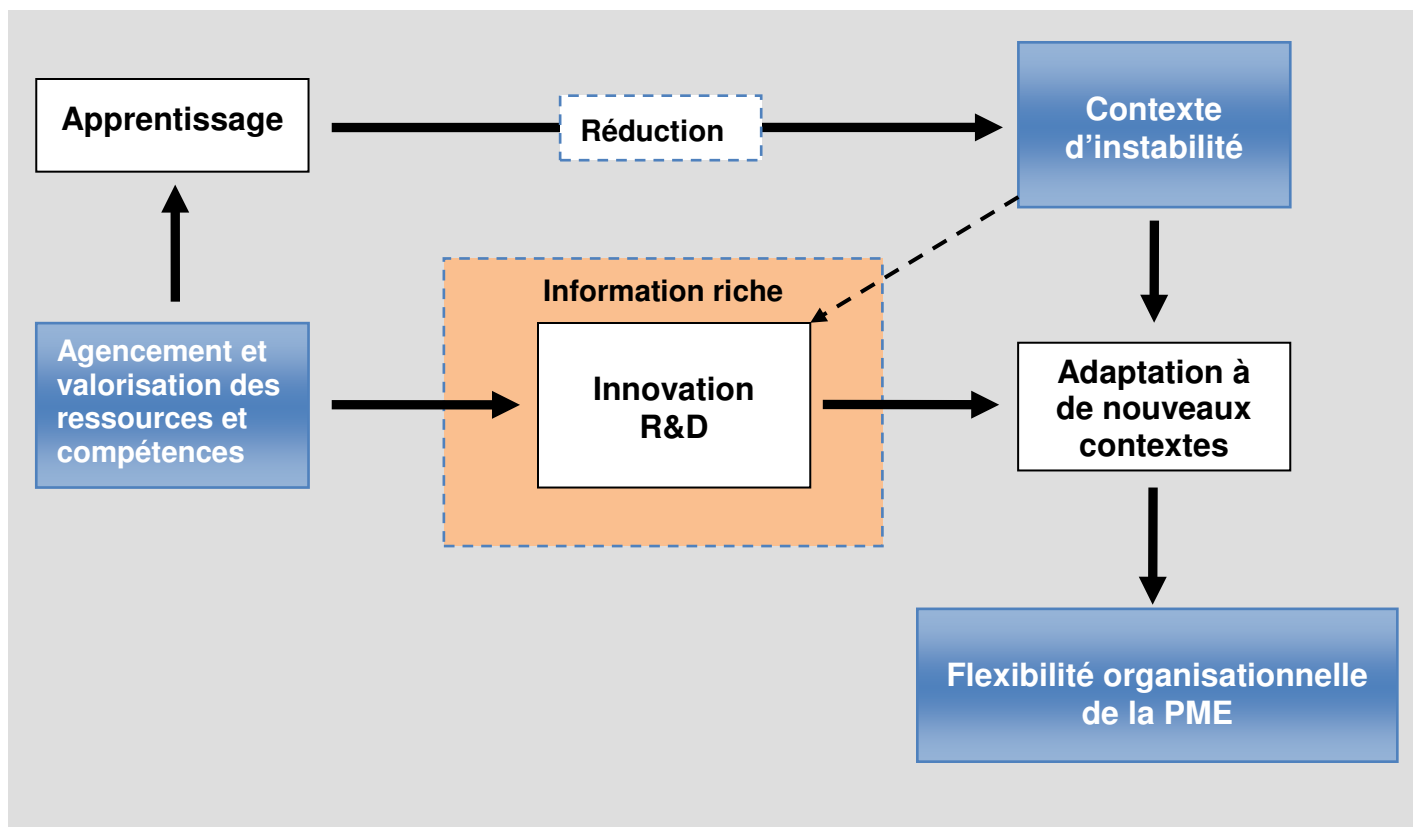 Apprentissage
Réduction
Contexte
d’instabilité
Information riche
Agencement et
valorisation des
ressources et
compétences
Innovation
R&D
Adaptation à
de nouveaux
contextes
Flexibilité organisationnelle
de la PME